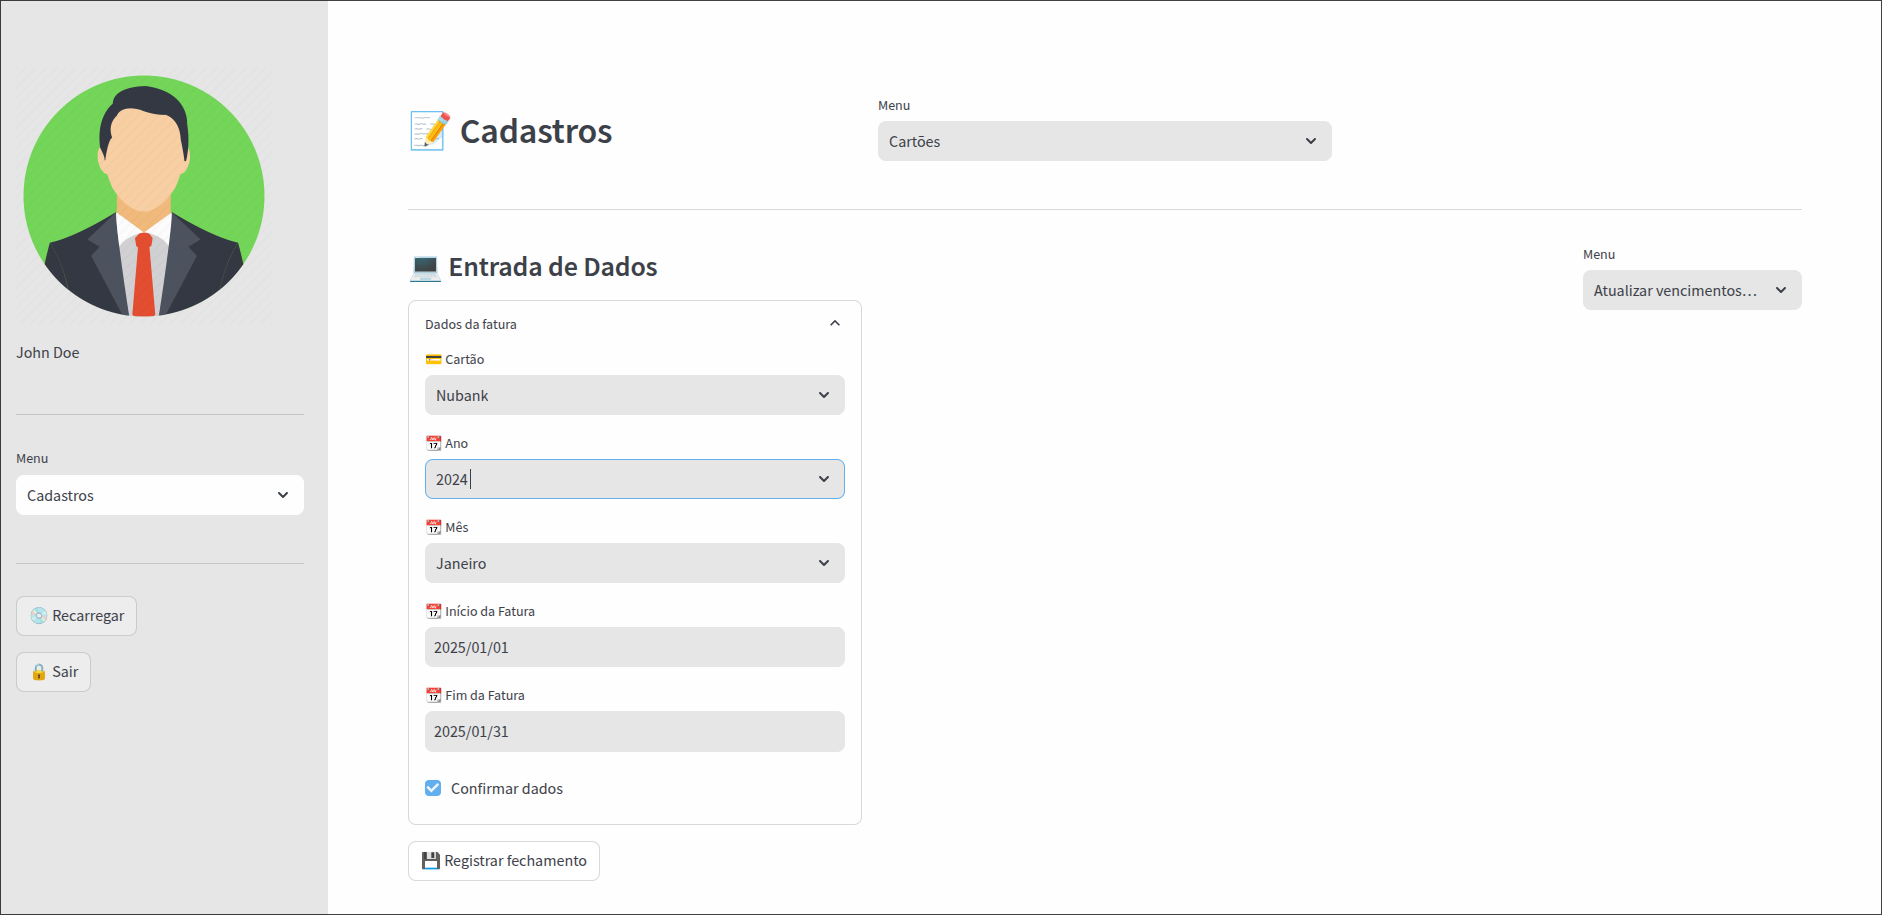 John Doe
Menu
Cadastros
Recarregar
Sair
Cadastros
Menu
Cartões
Entrada de Dados
Menu
Atualizar vencimentos...
Dados da fatura
Cartão
Nubank
Ano
2024
Mês
Janeiro
Início da Fatura
2025/01/01
Fim da Fatura
2025/01/31
Confirmar dados
Registrar fechamento